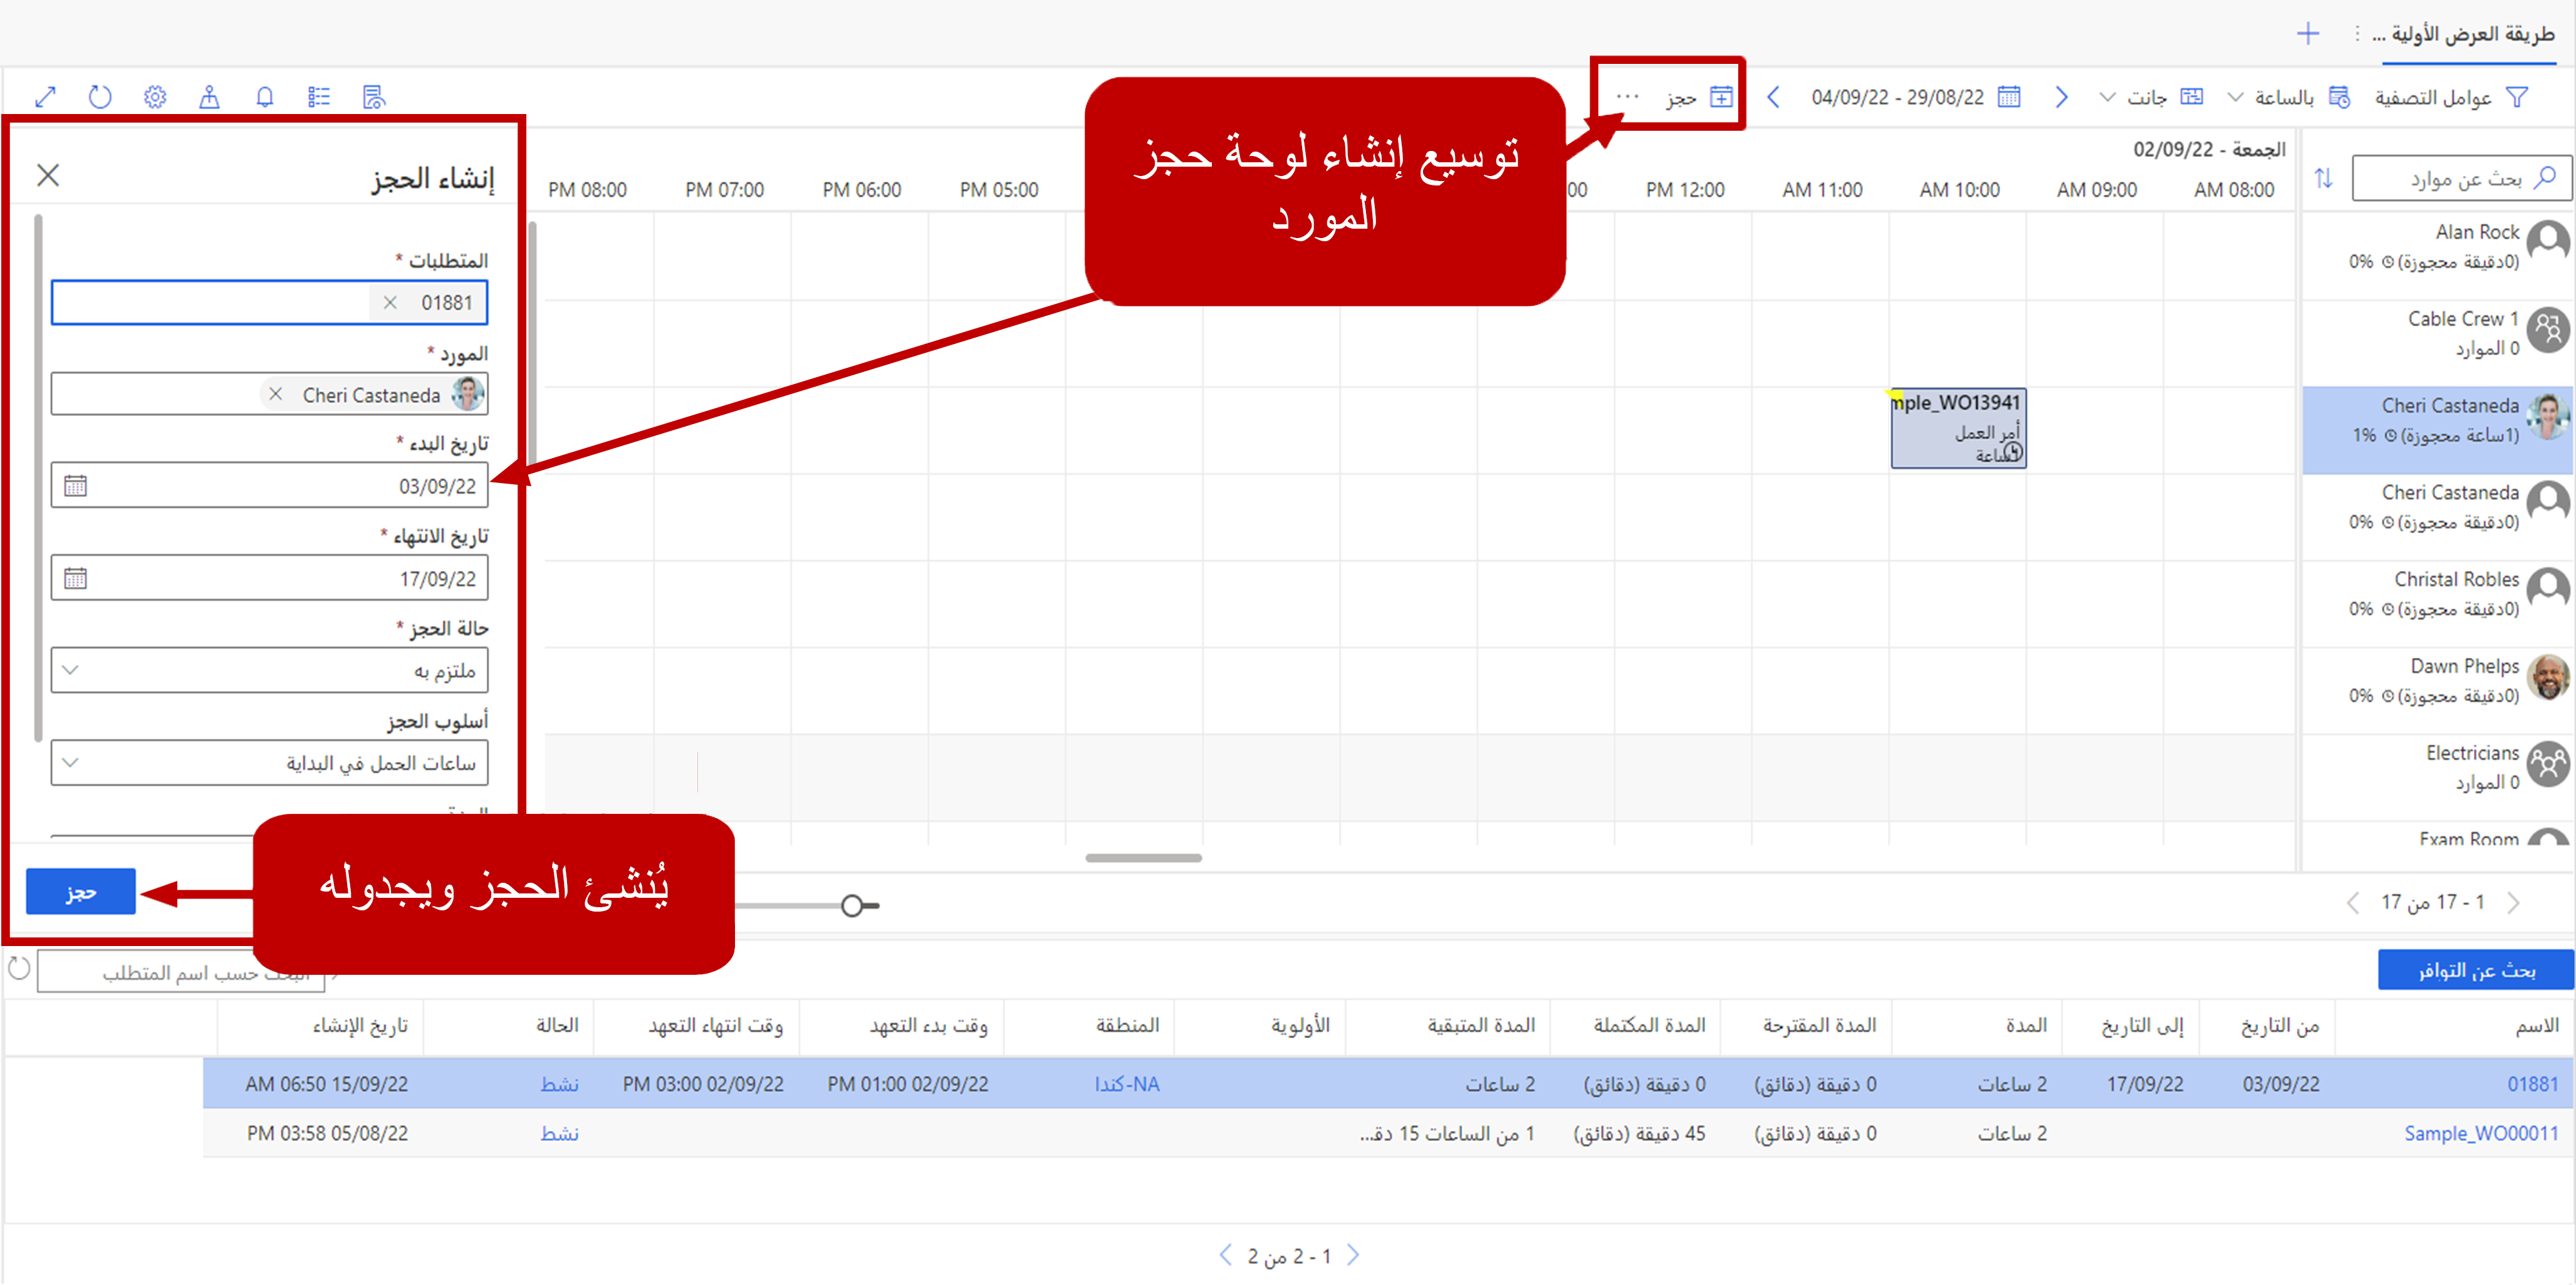 طريقة العرض الأولية ...
عوامل التصفية
بالساعة
جانت
04/09/22 - 29/08/22
حجز ...
توسيع إنشاء لوحة حجز
المورد
الجمعة - 02/09/22
بحث عن موارد
AM 08:00
AM 09:00
AM 10:00
AM 11:00
PM 12:00
00
PM 05:00
PM 06:00
PM 07:00
PM 08:00
Alan Rock
(0دقيقة محجوزة) 0%
Cable Crew 1
0 الموارد
Cheri Castaneda
(1ساعة محجوزة) 1%
Cheri Castaneda
(0دقيقة محجوزة) 0%
Christal Robles
(0دقيقة محجوزة) 0%
Dawn Phelps
(0دقيقة محجوزة) 0%
Electricians
0 الموارد
Exam Room
1 - 17 من 17
mple_WO13941
أمر العمل
ساعة
إنشاء الحجز
المتطلبات *
01881
المورد *
Cheri Castaneda
تاريخ البدء *
03/09/22
تاريخ الانتهاء *
17/09/22
حالة الحجز *
ملتزم به
أسلوب الحجز
ساعات الحمل في البداية
حجز
يُنشئ الحجز ويجدوله
بحث عن التوافر
البحث حسب اسم المتطلب
الاسم
من التاريخ
إلى التاريخ
المدة
المدة المقترحة
المدة المكتملة
المدة المتبقية
الأولوية
المنطقة
وقت بدء التعهد
وقت انتهاء التعهد
الحالة
تاريخ الإنشاء
01881
03/09/22
17/09/22
2 ساعات
0 دقيقة (دقائق)
0 دقيقة (دقائق)
2 ساعات
NA-كندا
PM 01:00 02/09/22
PM 03:00 02/09/22
نشط
AM 06:50 15/09/22
Sample_WO00011
2 ساعات
0 دقيقة (دقائق)
45 دقيقة (دقائق)
1 من الساعات 15 دق...
نشط
PM 03:58 05/08/22
1 - 2 من 2